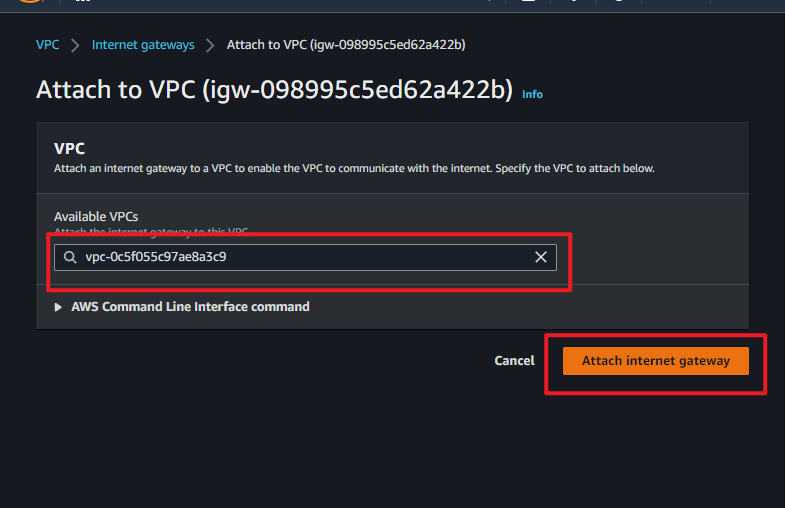 VPC > Internet gateways > Attach to VPC (igw-098995c5ed62a422b)
Attach to VPC (igw-098995c5ed62a422b) Info
VPC
Attach an internet gateway to a VPC to enable the VPC to communicate with the internet. Specify the VPC to attach below.
Available VPCs
Attach the internet gateway to this VPC.
vpc-0c5f055c97ae8a3c9
AWS Command Line Interface command
Cancel Attach internet gateway